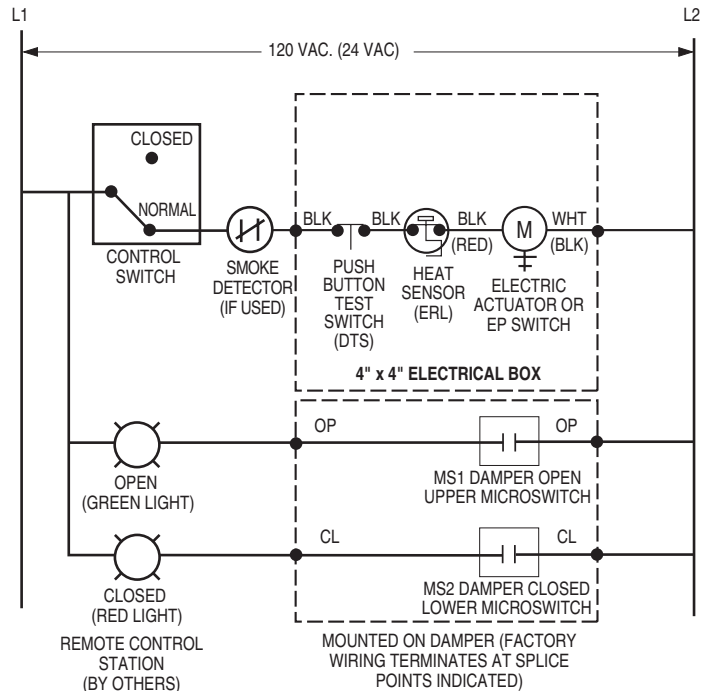 L1
L2
120 VAC. (24 VAC)
CLOSED
NORMAL
CONTROL
SWITCH
SMOKE
DETECTOR
(IF USED)
BLK
BLK
BLK
(RED)
WHT
(BLK)
M
PUSH
BUTTON
TEST
SWITCH
(DTS)
HEAT
SENSOR
(ERL)
ELECTRIC
ACTUATOR OR
EP SWITCH
4" x 4" ELECTRICAL BOX
OP
OP
OPEN
(GREEN LIGHT)
MS1 DAMPER OPEN
UPPER MICROSWITCH
CL
CL
CLOSED
(RED LIGHT)
MS2 DAMPER CLOSED
LOWER MICROSWITCH
REMOTE CONTROL
STATION
(BY OTHERS)
MOUNTED ON DAMPER (FACTORY
WIRING TERMINATES AT SPLICE
POINTS INDICATED)